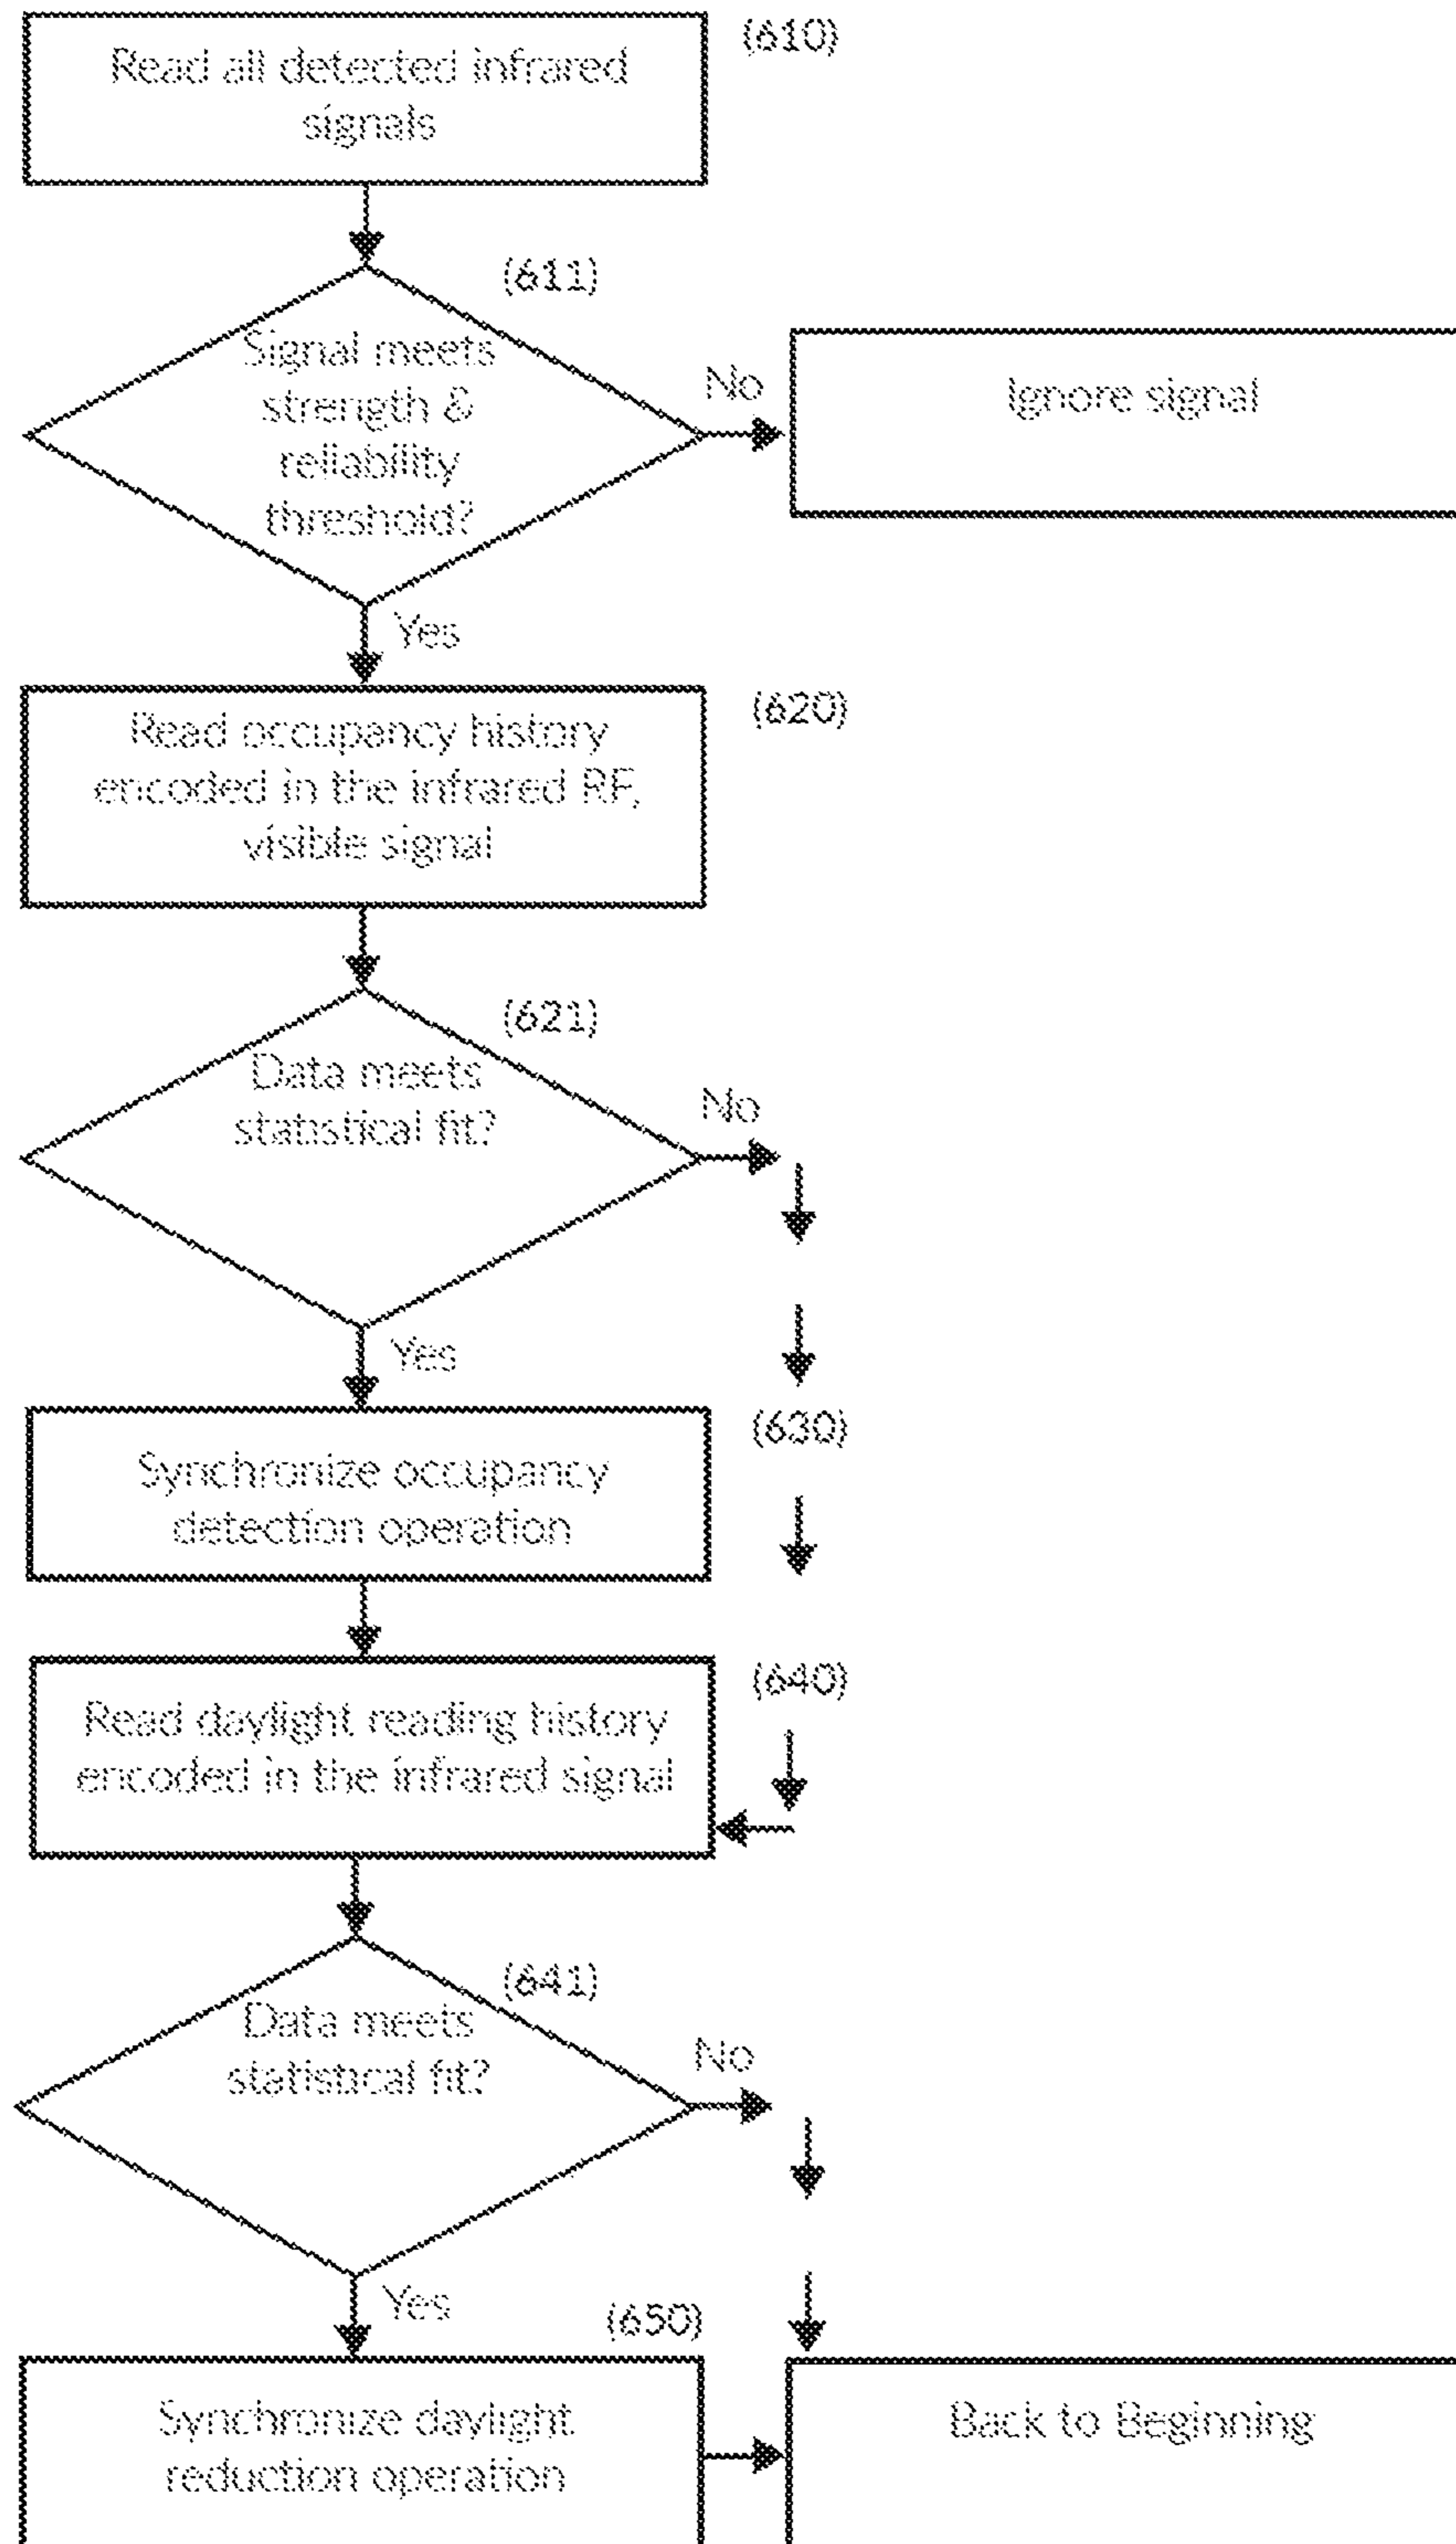 Read all detected infrared
signals
(610)
(611)
Signal meets
strength &
reliability
threshold?
No
Ignore signal
Yes
Read occupancy history
encoded in the infrared RF,
visible signal
(620)
(621)
Data meets
statistical fit?
No
Yes
Synchronize occupancy
detection operation
(630)
Read daylight reading history
encoded in the infrared signal
(640)
(641)
Data meets
statistical fit?
No
Yes
(650)
Synchronize daylight
reduction operation
Back to Beginning